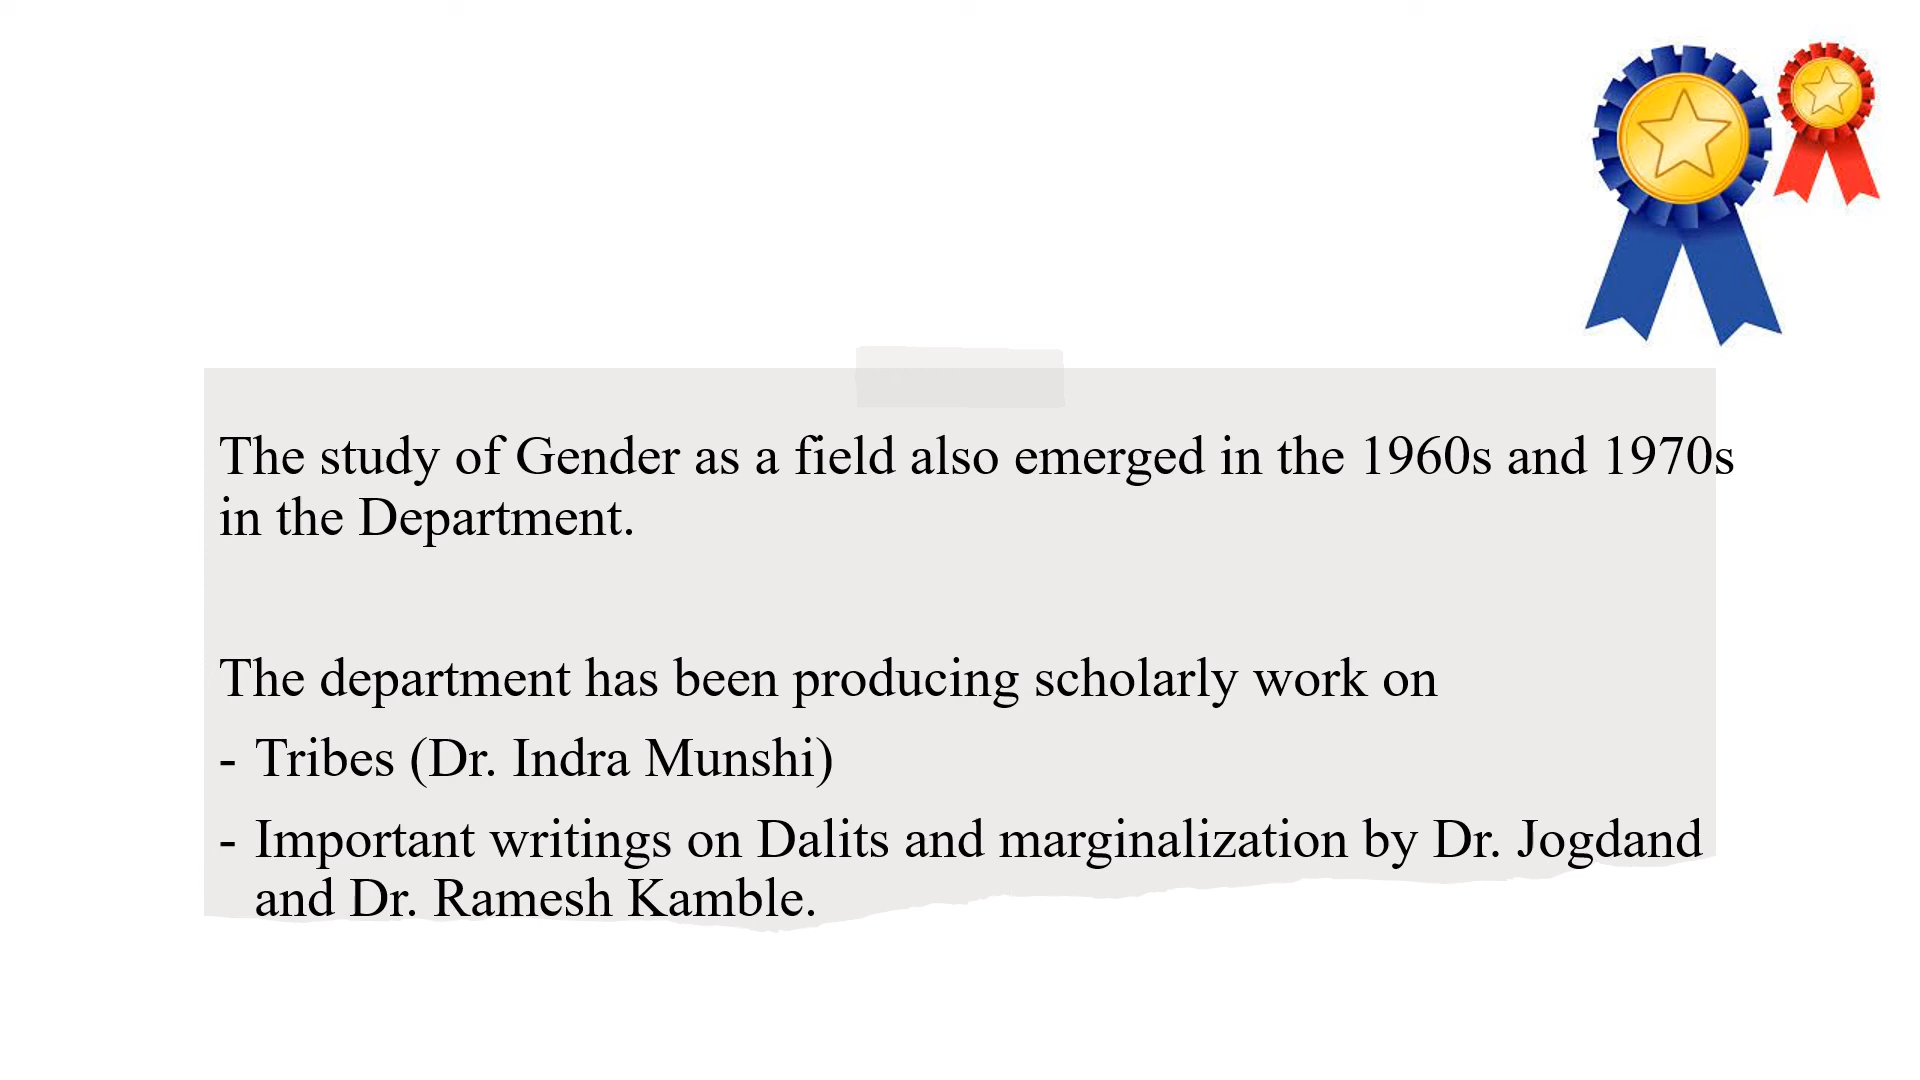 The study of Gender as a field also emerged in the 1960s and 1970s
in the Department.
The department has been producing scholarly work on
- Tribes (Dr. Indra Munshi)
- Important writings on Dalits and marginalization by Dr. Jogdand
and Dr. Ramesh Kamble.